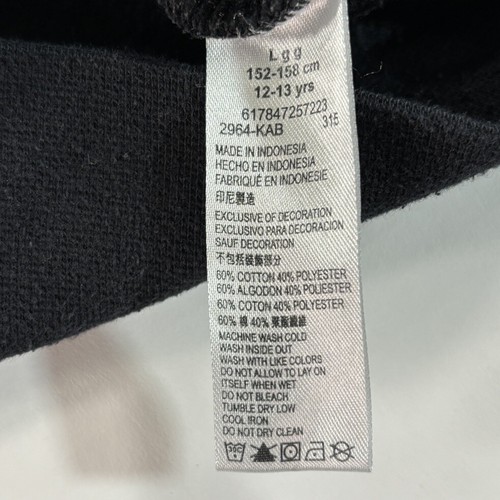 Lgg
152-158 cm
12-13 yrs
617847257223
2964-KAB 315
MADE IN INDONESIA
HECHO EN INDONESIA
FABRIQUÉ EN INDONESIE
印尼製造
EXCLUSIVE OF DECORATION
EXCLUSIVO PARA DECORACION
SAUF DECORATION
不包括裝飾部分
60% COTTON 40% POLYESTER
60% ALGODON 40% POLIESTER
60% COTON 40% POLYESTER
60% 棉 40% 聚酯纖維
MACHINE WASH COLD
WASH INSIDE OUT
WASH WITH LIKE COLORS
DO NOT ALLOW TO LAY ON
ITSELF WHEN WET
DO NOT BLEACH
TUMBLE DRY LOW
COOL IRON
DO NOT DRY CLEAN